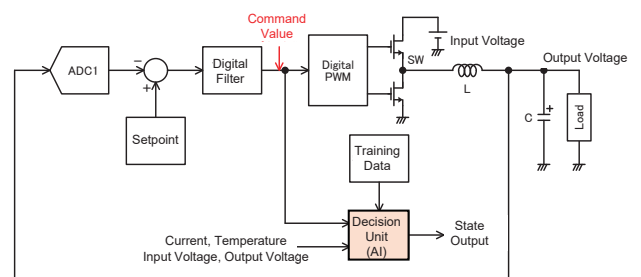 Command
Value
Input Voltage
Output Voltage
ADC1
−
+
Digital
Filter
Digital
PWM
SW
L
C
+
Load
Setpoint
Training
Data
Decision
Unit
(AI)
State
Output
Current, Temperature
Input Voltage, Output Voltage